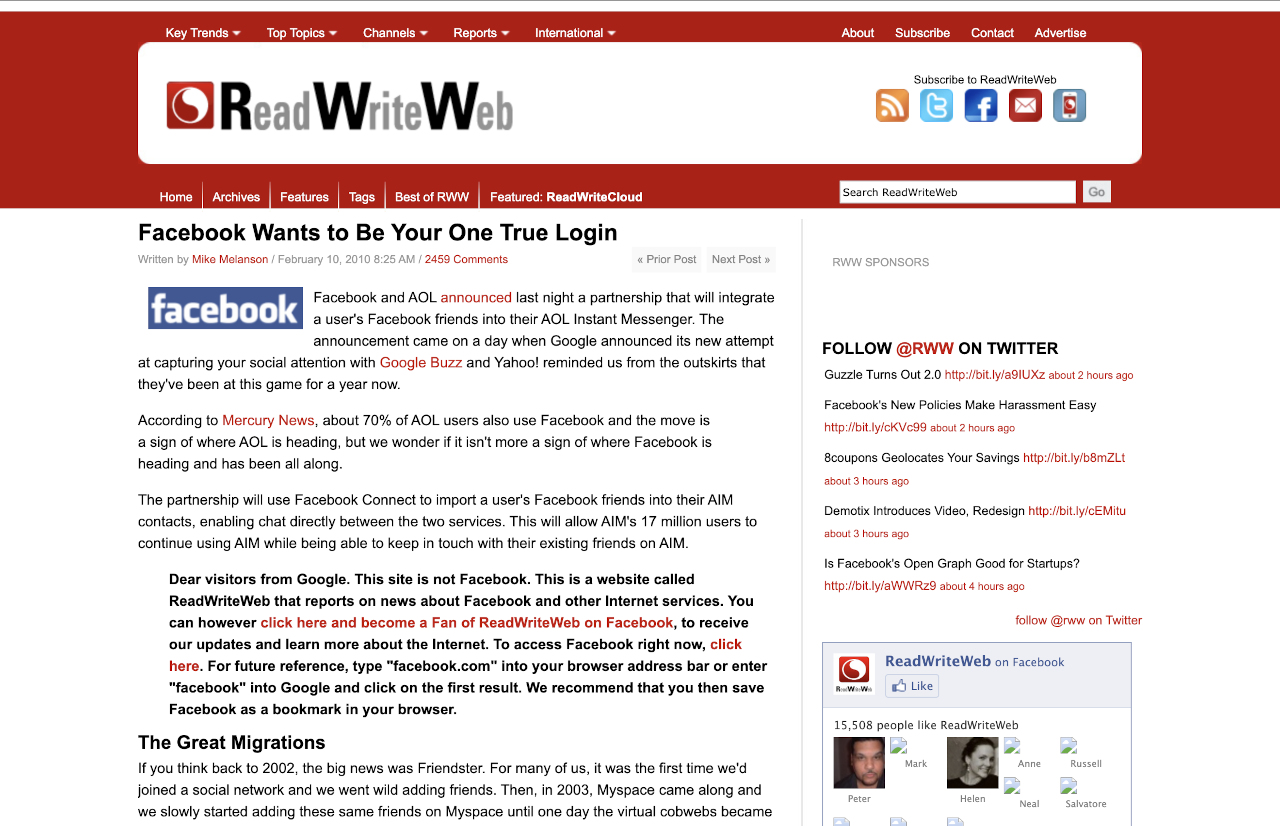 Key Trends Top Topics Channels Reports International About Subscribe Contact Advertise
ReadWriteWeb
Subscribe to ReadWriteWeb
Home Archives Features Tags Best of RWW Featured: ReadWriteCloud
Search ReadWriteWeb Go
Facebook Wants to Be Your One True Login
Written by Mike Melanson / February 10, 2010 8:25 AM / 2459 Comments
« Prior Post Next Post »
facebook
Facebook and AOL announced last night a partnership that will integrate
a user's Facebook friends into their AOL Instant Messenger. The
announcement came on a day when Google announced its new attempt
at capturing your social attention with Google Buzz and Yahoo! reminded us from the outskirts that
they've been at this game for a year now.
According to Mercury News, about 70% of AOL users also use Facebook and the move is
a sign of where AOL is heading, but we wonder if it isn't more a sign of where Facebook is
heading and has been all along.
The partnership will use Facebook Connect to import a user's Facebook friends into their AIM
contacts, enabling chat directly between the two services. This will allow AIM's 17 million users to
continue using AIM while being able to keep in touch with their existing friends on AIM.
Dear visitors from Google. This site is not Facebook. This is a website called
ReadWriteWeb that reports on news about Facebook and other Internet services. You
can however click here and become a Fan of ReadWriteWeb on Facebook, to receive
our updates and learn more about the Internet. To access Facebook right now, click
here. For future reference, type "facebook.com" into your browser address bar or enter
"facebook" into Google and click on the first result. We recommend that you then save
Facebook as a bookmark in your browser.
The Great Migrations
If you think back to 2002, the big news was Friendster. For many of us, it was the first time we'd
joined a social network and we went wild adding friends. Then, in 2003, Myspace came along and
we slowly started adding these same friends on Myspace until one day the virtual cobwebs became
RWW SPONSORS
FOLLOW @RWW ON TWITTER
Guzzle Turns Out 2.0 http://bit.ly/a9IUXz about 2 hours ago
Facebook's New Policies Make Harassment Easy
http://bit.ly/cKVc99 about 2 hours ago
8coupons Geolocates Your Savings http://bit.ly/b8mZLt
about 3 hours ago
Demotix Introduces Video, Redesign http://bit.ly/cEMitu
about 3 hours ago
Is Facebook's Open Graph Good for Startups?
http://bit.ly/aWWRz9 about 4 hours ago
follow @rww on Twitter
ReadWriteWeb
ReadWriteWeb on Facebook
Like
15,508 people like ReadWriteWeb
Mark Anne Russell
Peter Helen Neal Salvatore